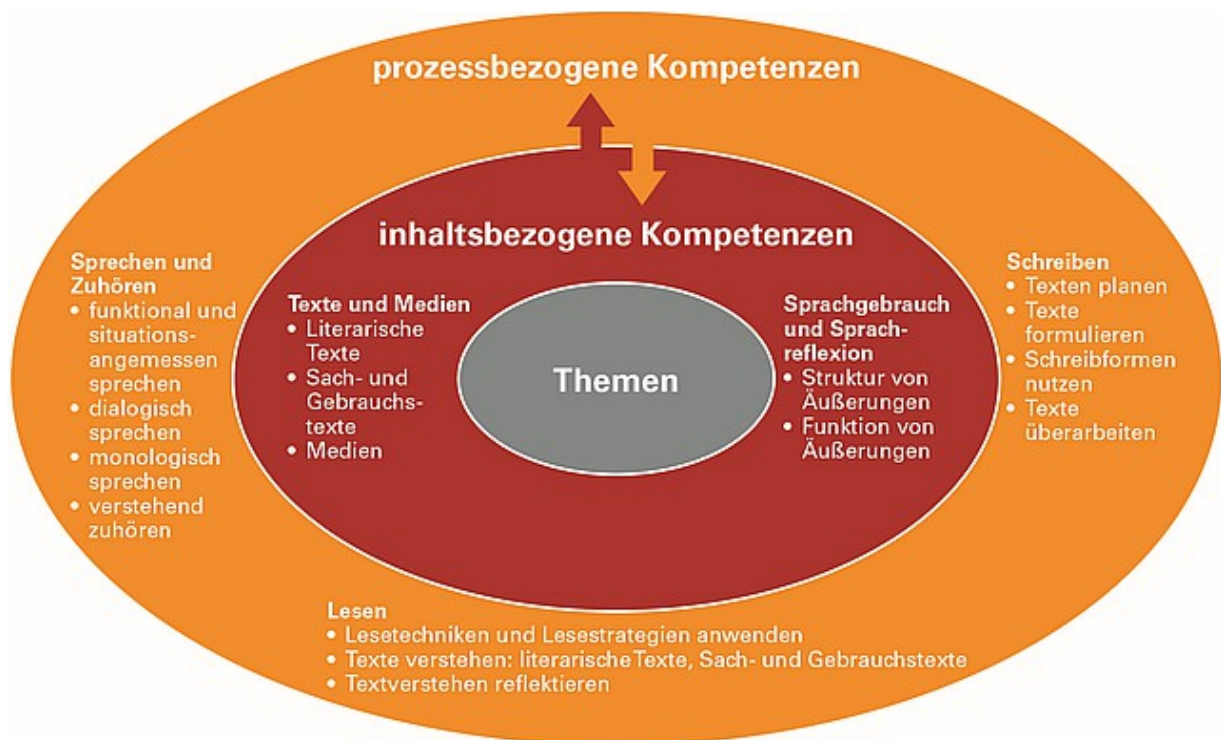 prozessbezogene Kompetenzen
inhaltsbezogene Kompetenzen
Sprechen und
Zuhören
• funktional und
situations-
angemessen
sprechen
• dialogisch
sprechen
• monologisch
sprechen
• verstehend
zuhören
Texte und Medien
• Literarische
Texte
• Sach- und
Gebrauchs-
texte
• Medien
Themen
Sprachgebrauch
und Sprach-
reflexion
• Struktur von
Äußerungen
• Funktion von
Äußerungen
Schreiben
• Texten planen
• Texte
formulieren
• Schreibformen
nutzen
• Texte
überarbeiten
Lesen
• Lesetechniken und Lesestrategien anwenden
• Texte verstehen: literarische Texte, Sach- und Gebrauchstexte
• Textverstehen reflektieren